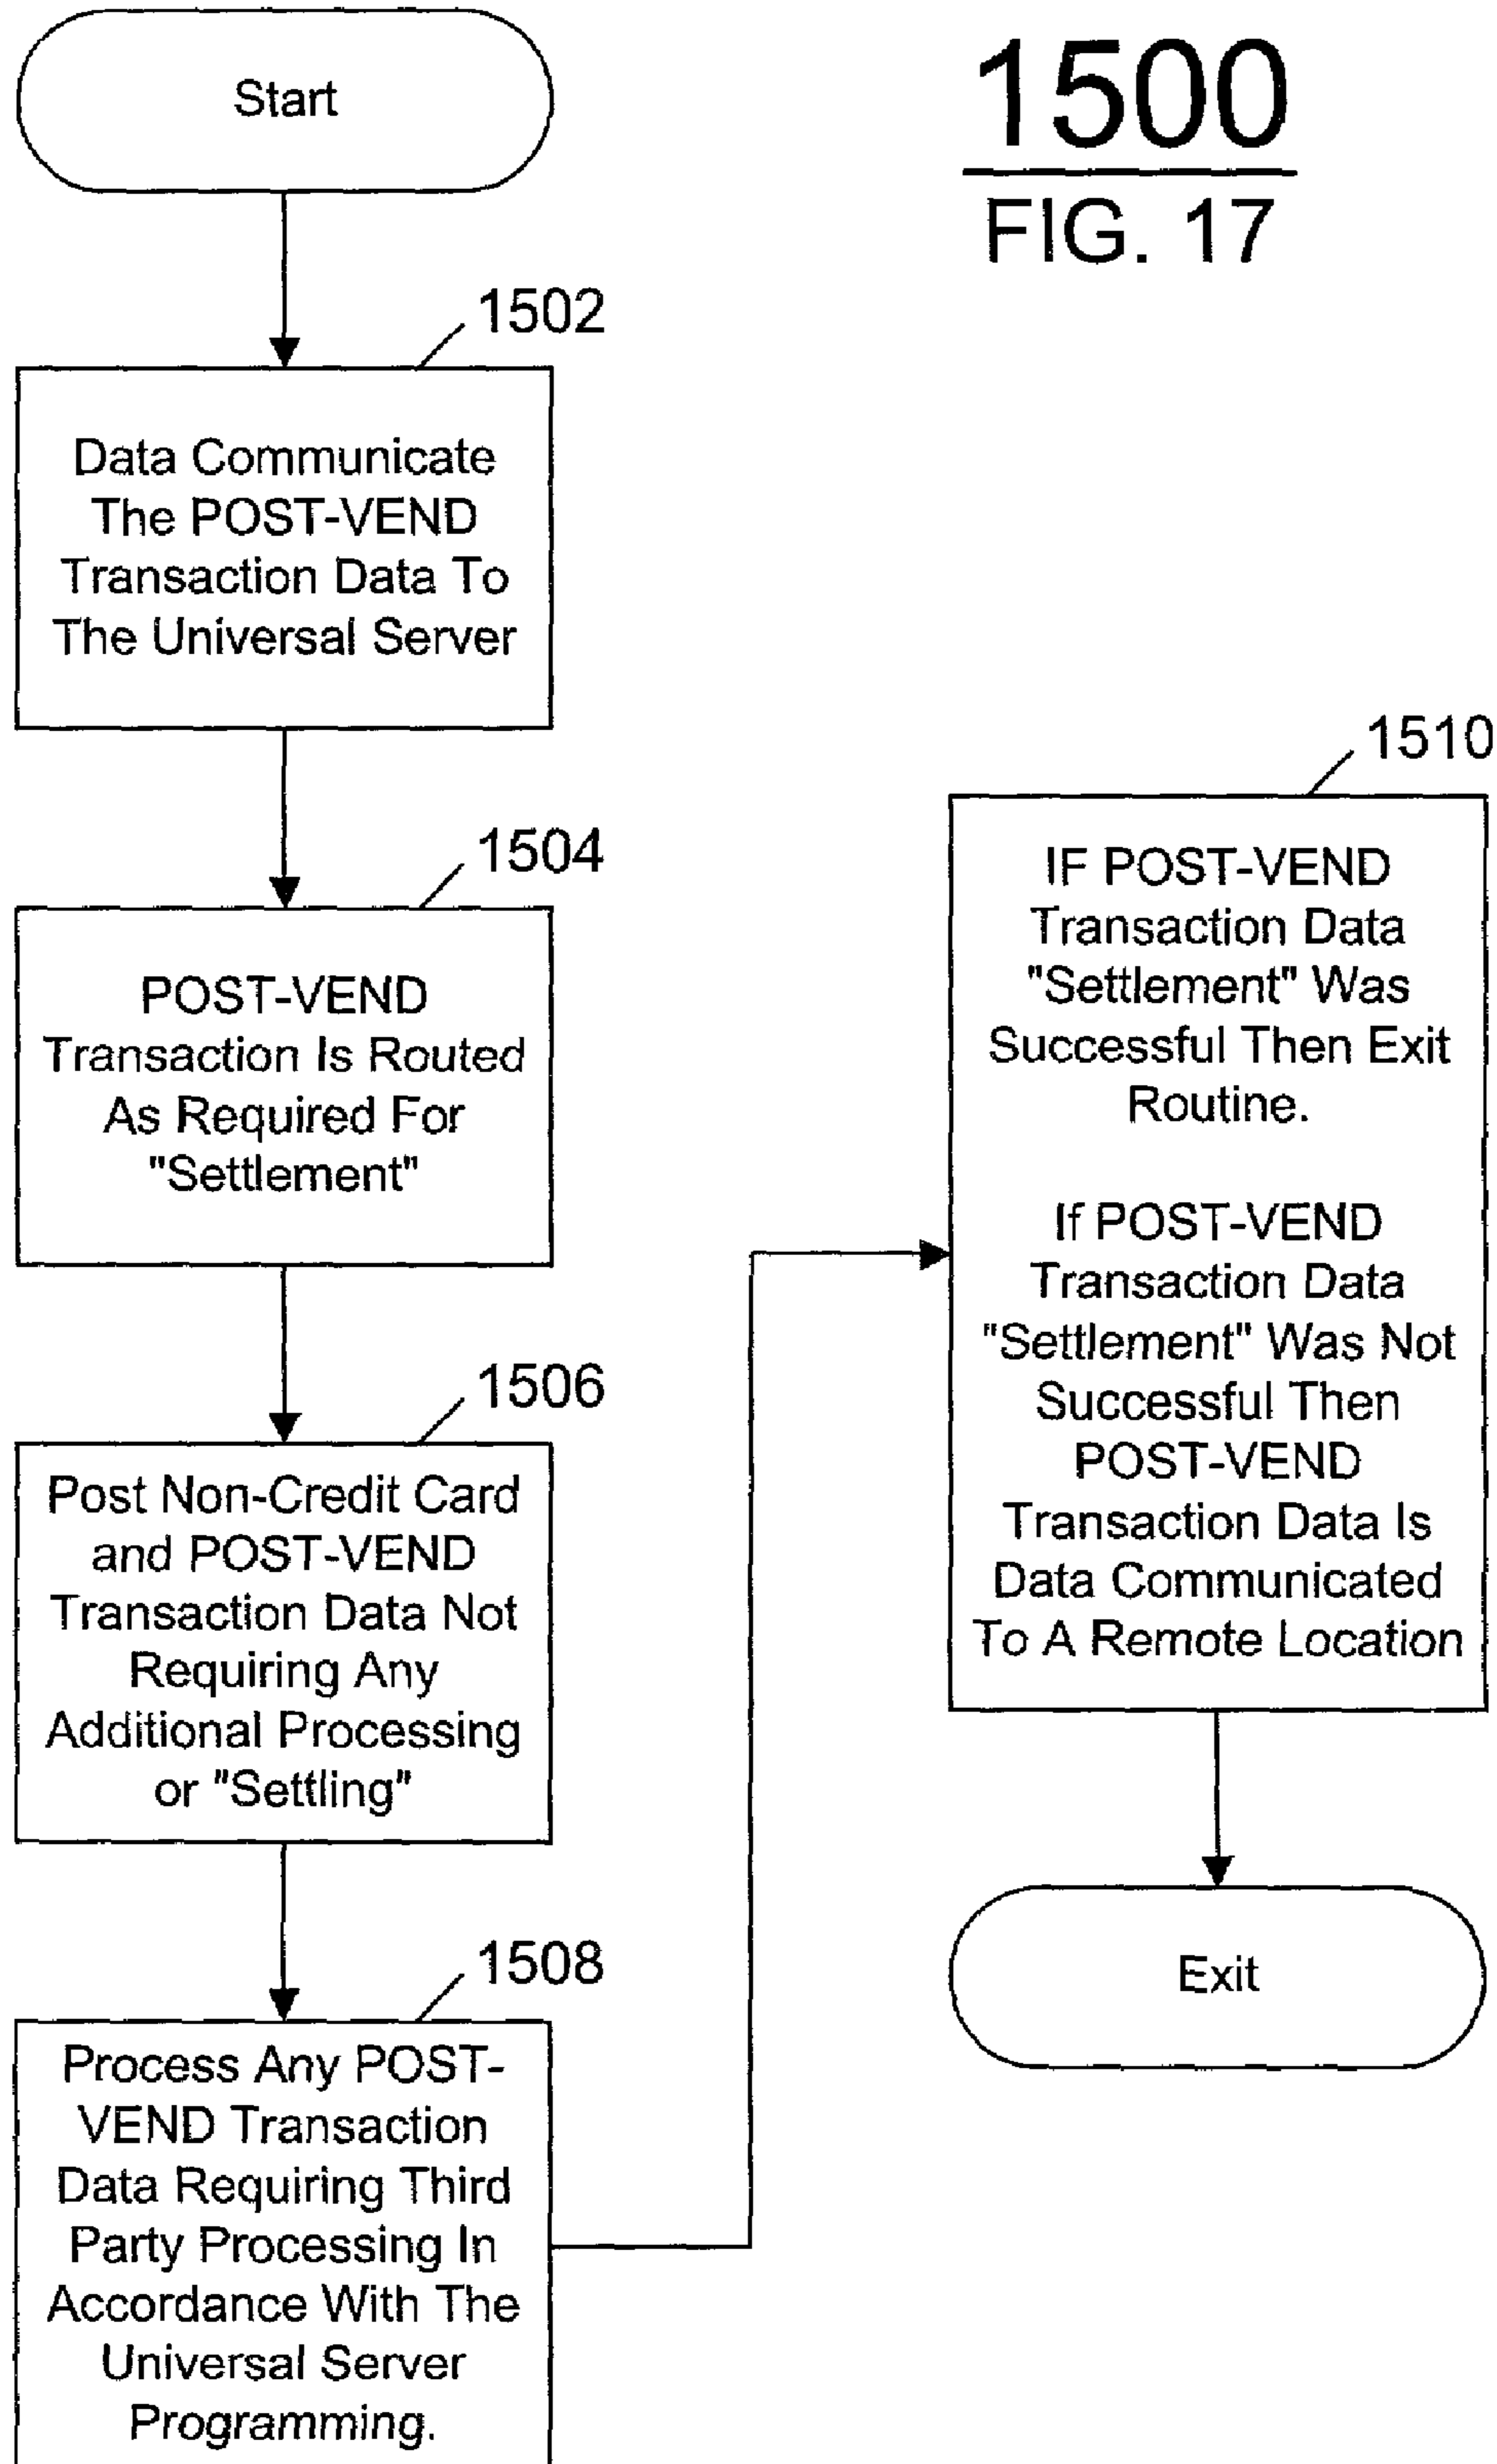 Start
1500
FIG. 17
1502
Data Communicate
The POST-VEND
Transaction Data To
The Universal Server
1504
POST-VEND
Transaction Is Routed
As Required For
"Settlement"
1506
Post Non-Credit Card
and POST-VEND
Transaction Data Not
Requiring Any
Additional Processing
or "Settling"
1508
Process Any POST-
VEND Transaction
Data Requiring Third
Party Processing In
Accordance With The
Universal Server
Programming.
1510
IF POST-VEND
Transaction Data
"Settlement" Was
Successful Then Exit
Routine.
If POST-VEND
Transaction Data
"Settlement" Was Not
Successful Then
POST-VEND
Transaction Data Is
Data Communicated
To A Remote Location
Exit